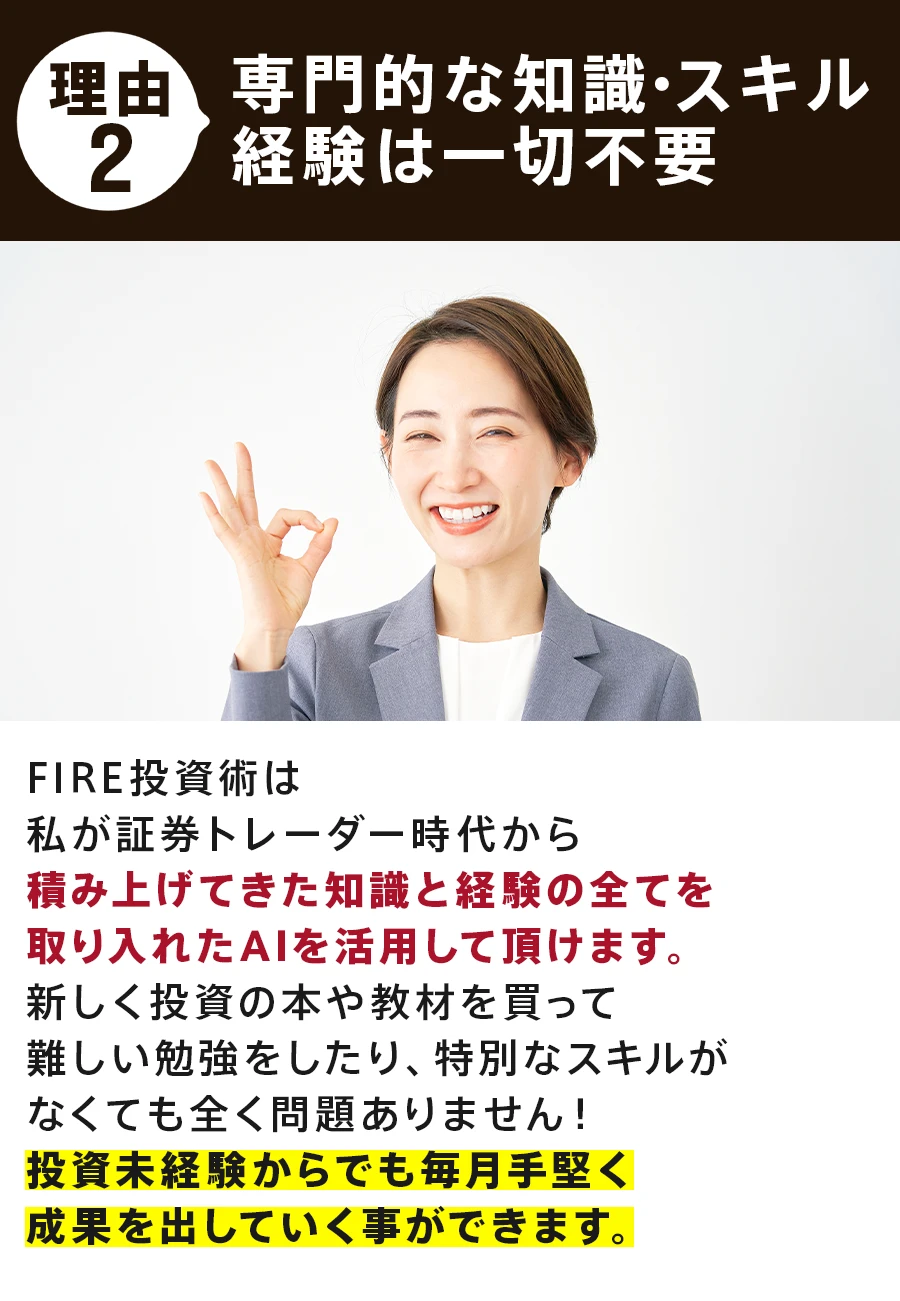 理由
2
専門的な知識・スキル
経験は一切不要
FIRE投資術は
私が証券トレーダー時代から
積み上げてきた知識と経験の全てを
取り入れたAIを活用して頂けます。
新しく投資の本や教材を買って
難しい勉強をしたり、特別なスキルが
なくても全く問題ありません！
投資未経験からでも毎月手堅く
成果を出していく事ができます。